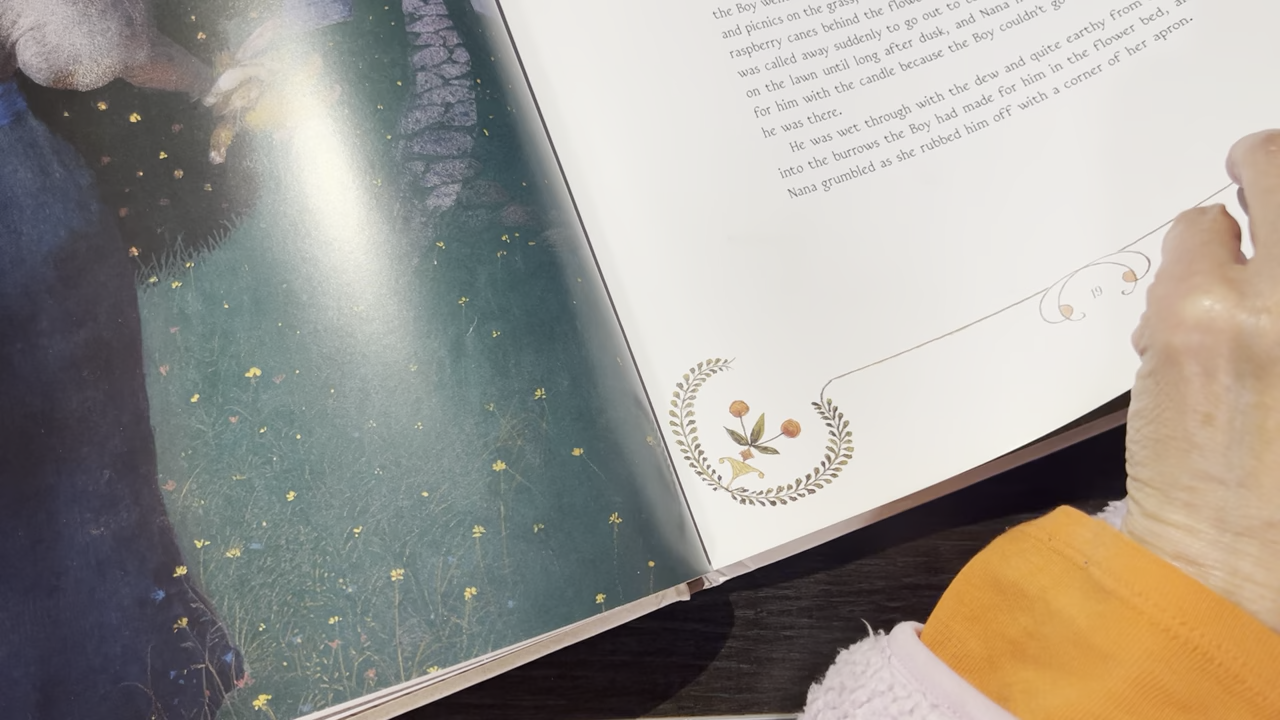 the Boy went
and picnics on the grass,
raspberry canes behind the flow
was called away suddenly to go out to
on the lawn until long after dusk, and Nana
for him with the candle because the Boy couldn't go
he was there.
He was wet through with the dew and quite earthy from
into the burrows the Boy had made for him in the flower bed, a
Nana grumbled as she rubbed him off with a corner of her apron.
19